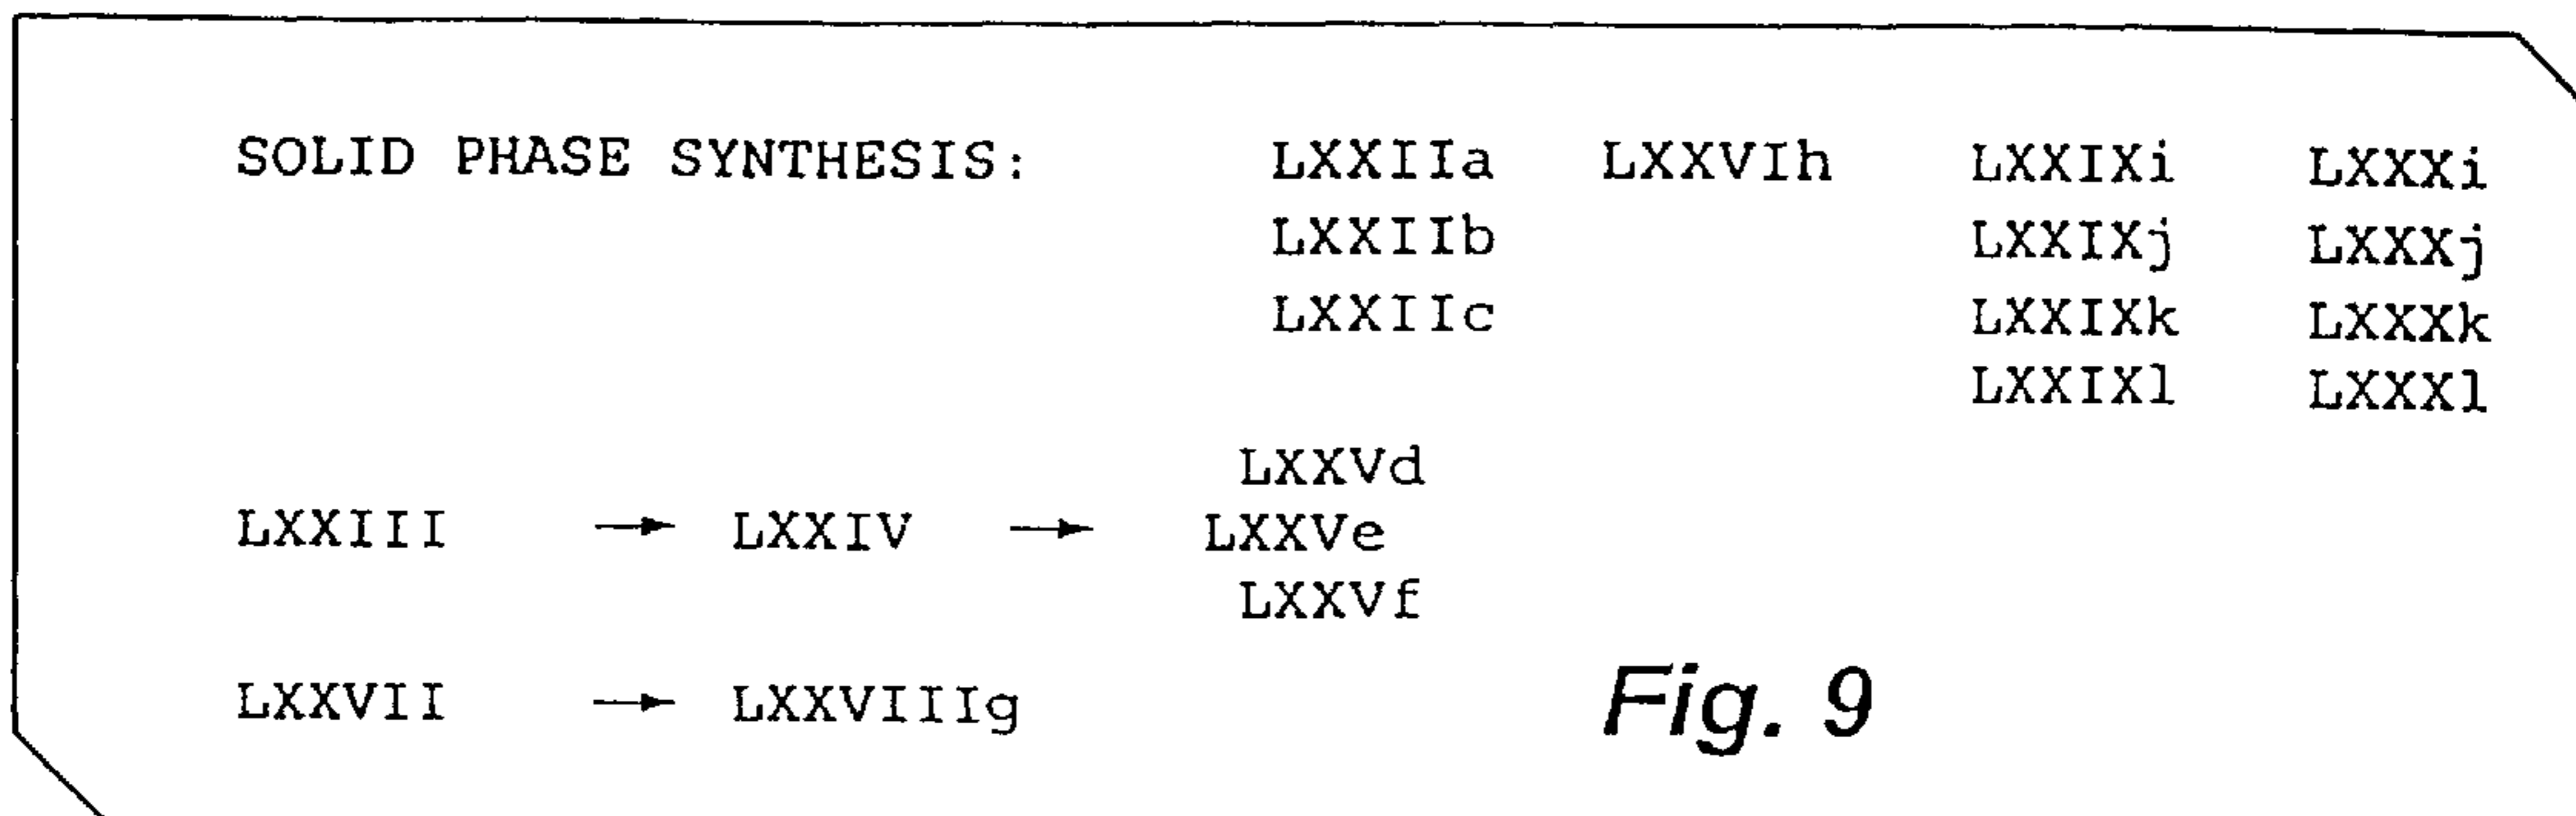 SOLID PHASE SYNTHESIS: LXXIIa LXXVIh LXXIXi LXXXi
LXXIIb LXXIXj LXXXj
LXXIIc LXXIXk LXXXk
LXXIXl LXXXl
LXXVd
LXXIII → LXXIV → LXXVe
LXXVf
LXXVII → LXXVIIIg
Fig. 9